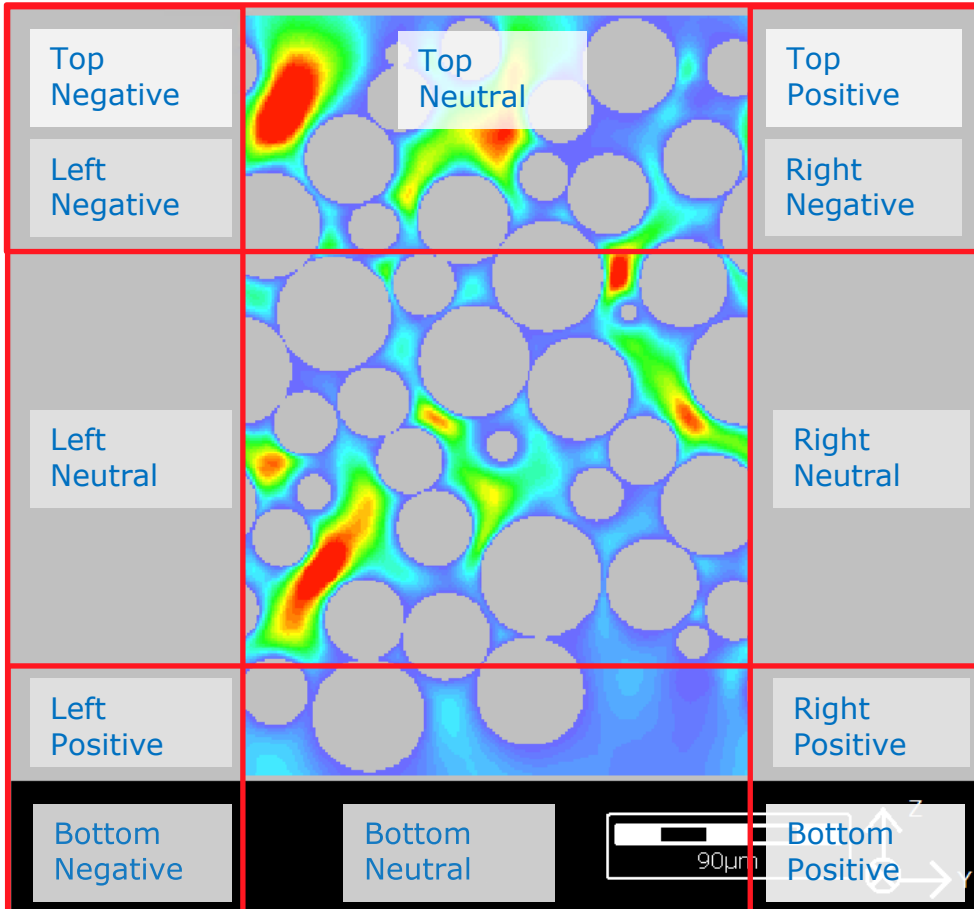 Top
Negative
Top
Neutral
Top
Positive
Left
Negative
Right
Negative
Left
Neutral
Right
Neutral
Left
Positive
Right
Positive
Bottom
Negative
Bottom
Neutral
90µm
Bottom
Positive
Z
Y